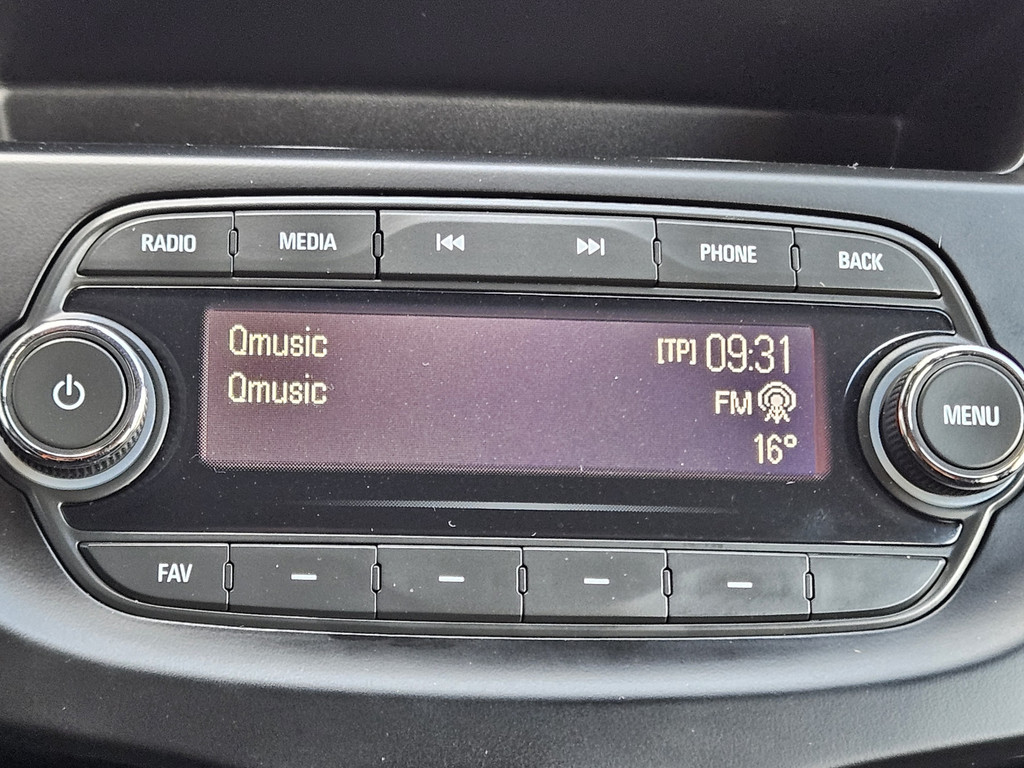 RADIO MEDIA PHONE BACK
Qmusic [TP] 09:31
Qmusic FM
16°
MENU
FAV